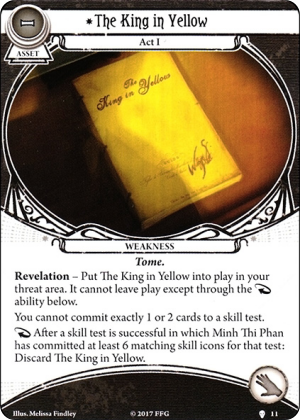 The King in Yellow
ASSET
Act I
The
King in Yellow
WEAKNESS
Tome.
Revelation – Put The King in Yellow into play in your
threat area. It cannot leave play except through the
ability below.
You cannot commit exactly 1 or 2 cards to a skill test.
After a skill test is successful in which Minh Thi Phan
has committed at least 6 matching skill icons for that test:
Discard The King in Yellow.
Illus. Melissa Findley
© 2017 FFG
11